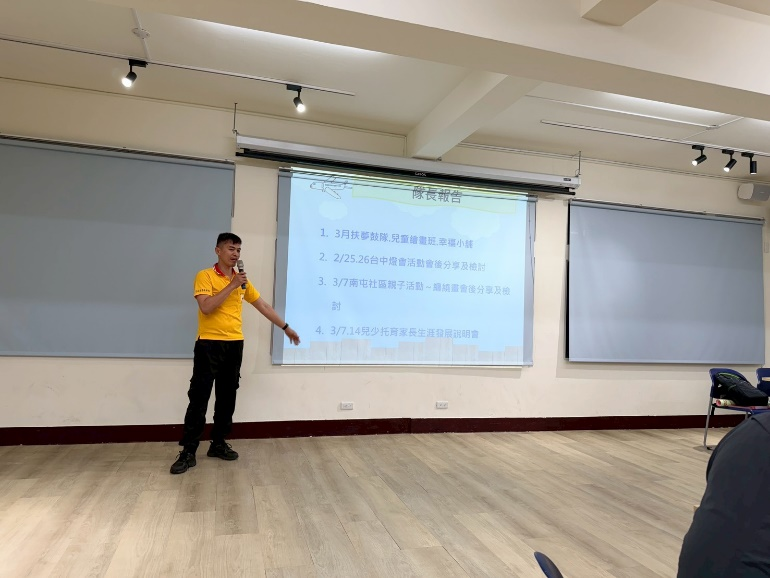 隊長報告
1. 3月扶夢鼓隊.兒童繪畫班.幸福小舖
2. 2/25.26台中燈會活動會後分享及檢討
3. 3/7南屯社區親子活動–繼續畫會後分享及檢
討
4. 3/7.14兒少托育家長生涯發展說明會